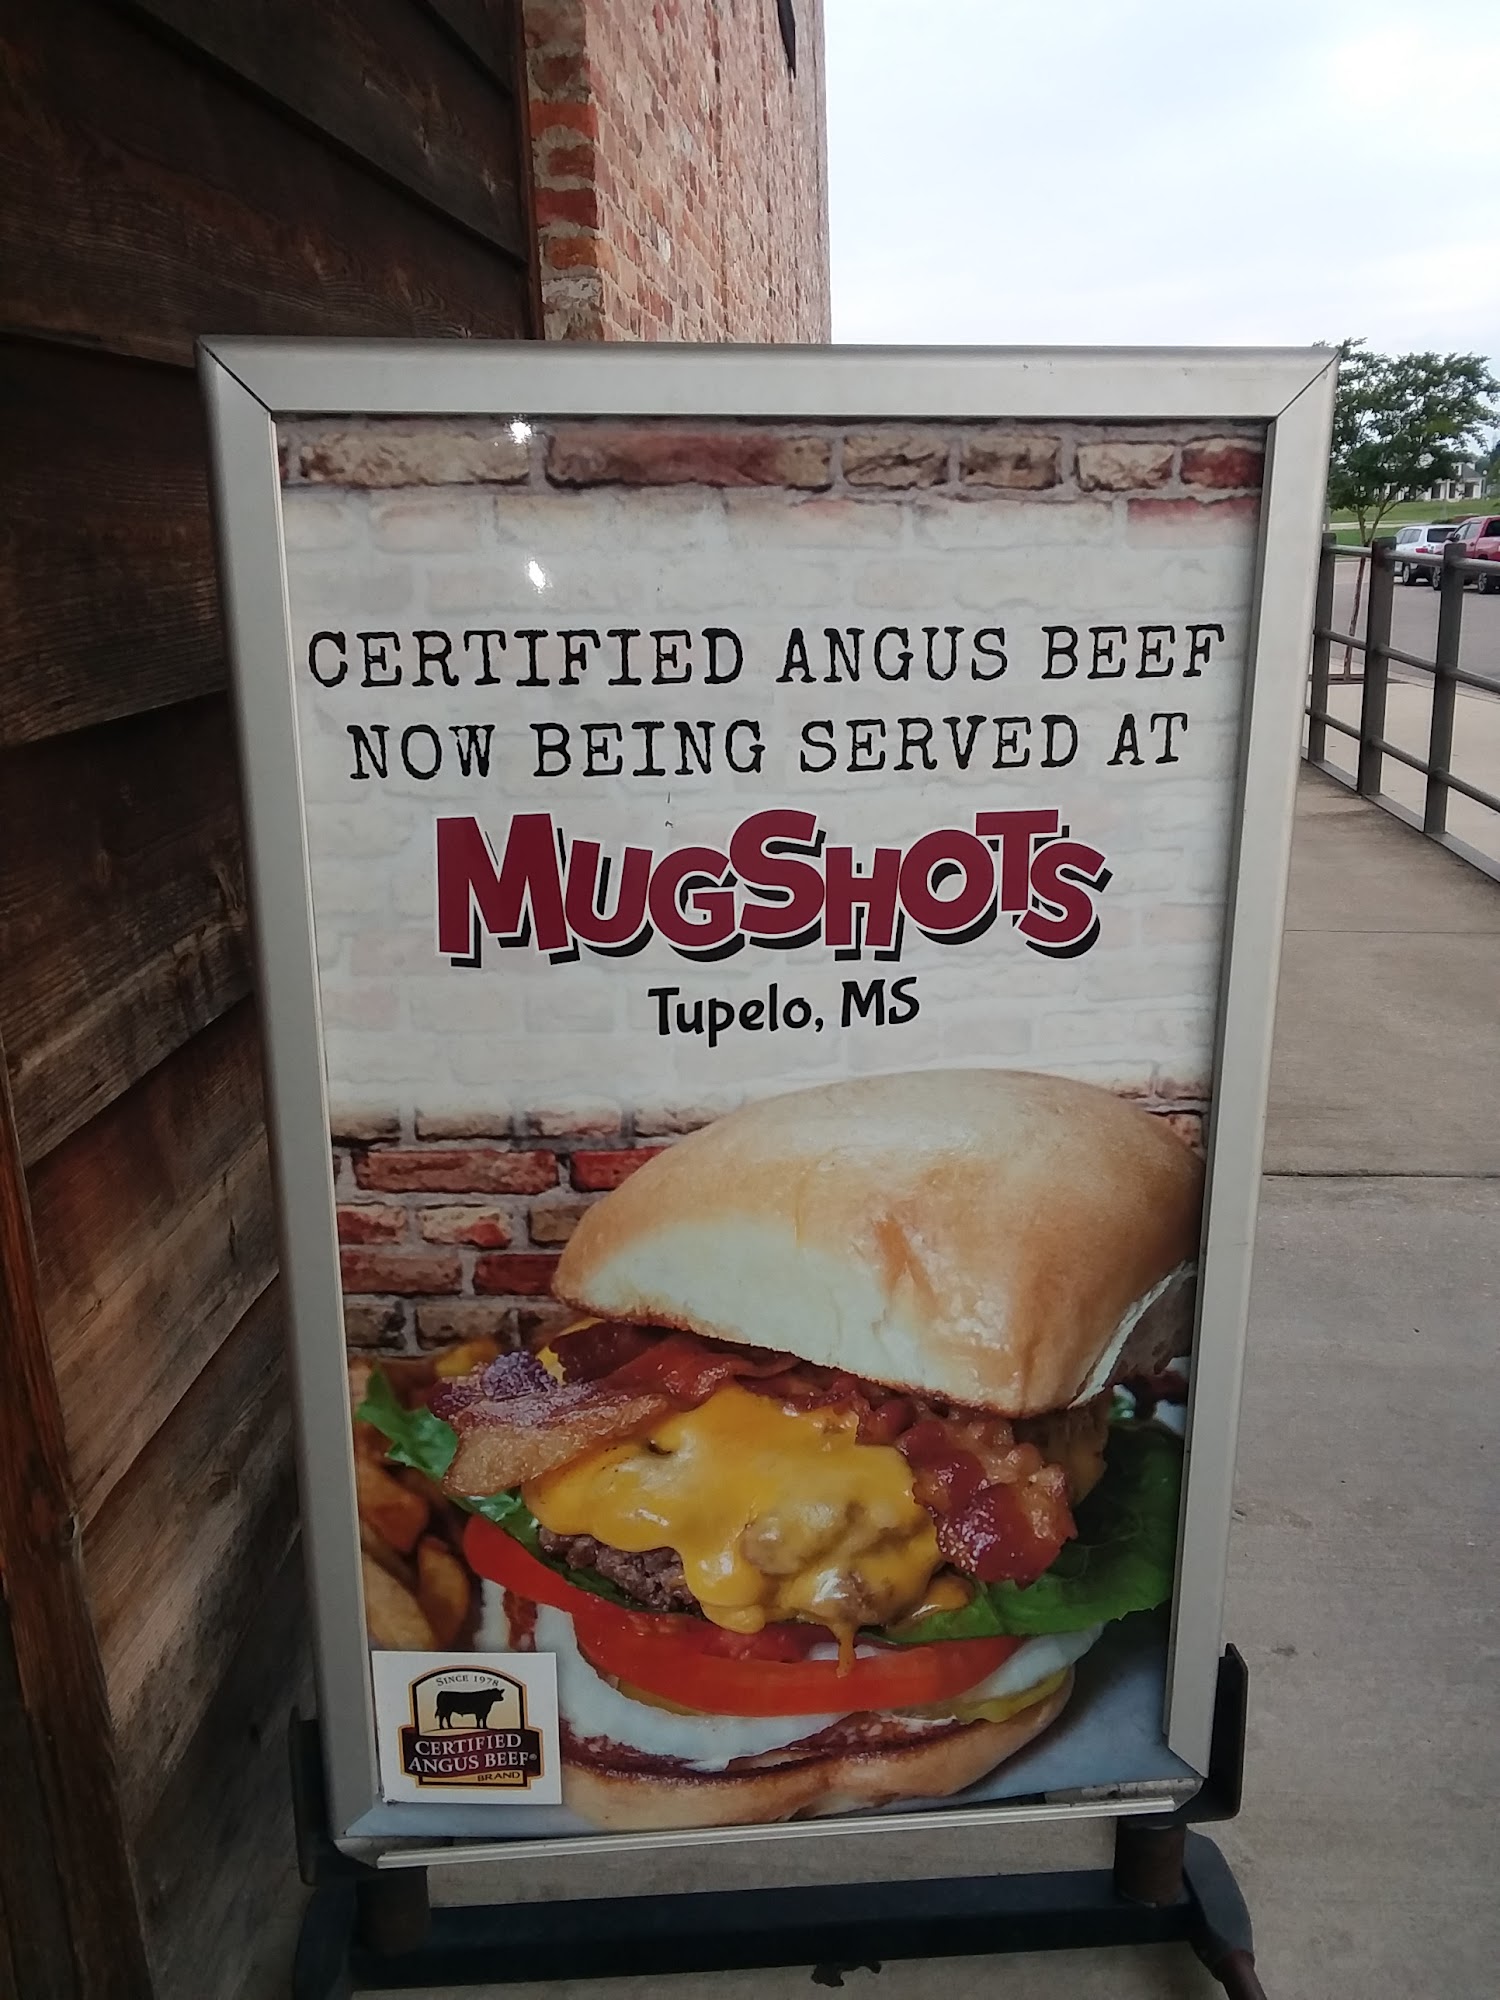 CERTIFIED ANGUS BEEF
NOW BEING SERVED AT
MUGSHOTS
Tupelo, MS
SINCE 1978
CERTIFIED
ANGUS BEEF®
BRAND